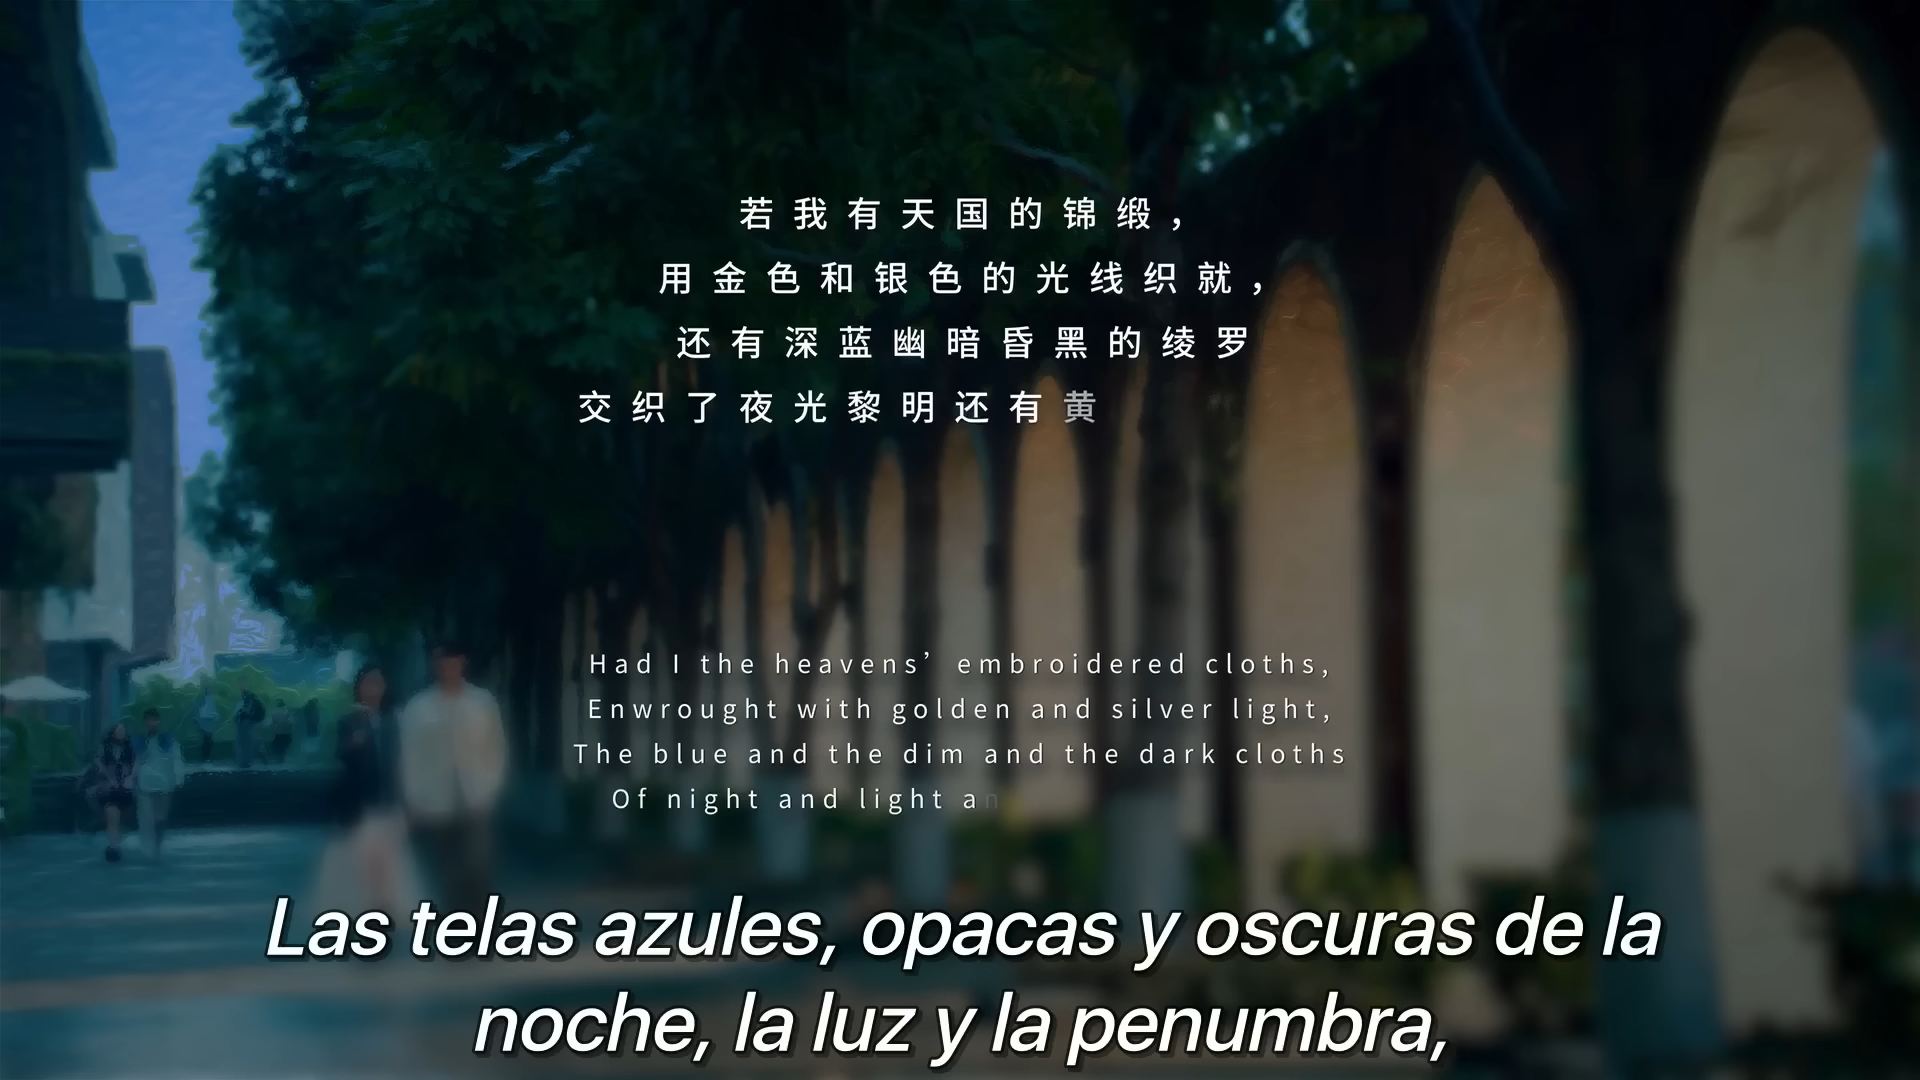 若我有天国的锦缎，
用金色和银色的光线织就，
还有深蓝幽暗昏黑的绫罗
交织了夜光黎明还有黄
Had I the heavens’ embroidered cloths,
Enwrought with golden and silver light,
The blue and the dim and the dark cloths
Of night and light an
Las telas azules, opacas y oscuras de la
noche, la luz y la penumbra,